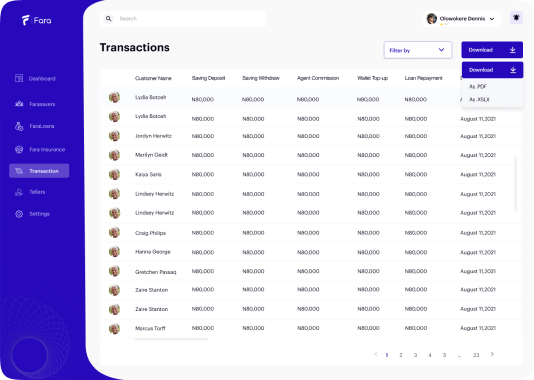 Fara
Search
Olowokere Dennis
Transactions
Filter by
Download
Download
As .PDF
As .XSLX
Dashboard
Farasavers
FaraLoans
Fara Insurance
Transaction
Tellers
Settings
Customer Name Saving Deposit Saving Withdraw Agent Commission Wallet Top-up Loan Repayment
Lydia Botosh N80,000 N80,000 N80,000 N80,000 N80,000
Lydia Botosh N80,000 N80,000 N80,000 N80,000 N80,000 August 11,2021
Jordyn Herwitz N80,000 N80,000 N80,000 N80,000 N80,000 August 11,2021
Marilyn Geidt N80,000 N80,000 N80,000 N80,000 N80,000 August 11,2021
Kaiya Saris N80,000 N80,000 N80,000 N80,000 N80,000 August 11,2021
Lindsey Herwitz N80,000 N80,000 N80,000 N80,000 N80,000 August 11,2021
Lindsey Herwitz N80,000 N80,000 N80,000 N80,000 N80,000 August 11,2021
Craig Philips N80,000 N80,000 N80,000 N80,000 N80,000 August 11,2021
Hanna George N80,000 N80,000 N80,000 N80,000 N80,000 August 11,2021
Gretchen Passaq N80,000 N80,000 N80,000 N80,000 N80,000 August 11,2021
Zaire Stanton N80,000 N80,000 N80,000 N80,000 N80,000 August 11,2021
Zaire Stanton N80,000 N80,000 N80,000 N80,000 N80,000 August 11,2021
Marcus Torff N80,000 N80,000 N80,000 N80,000 N80,000 August 11,2021
1 2 3 4 5 ... 23